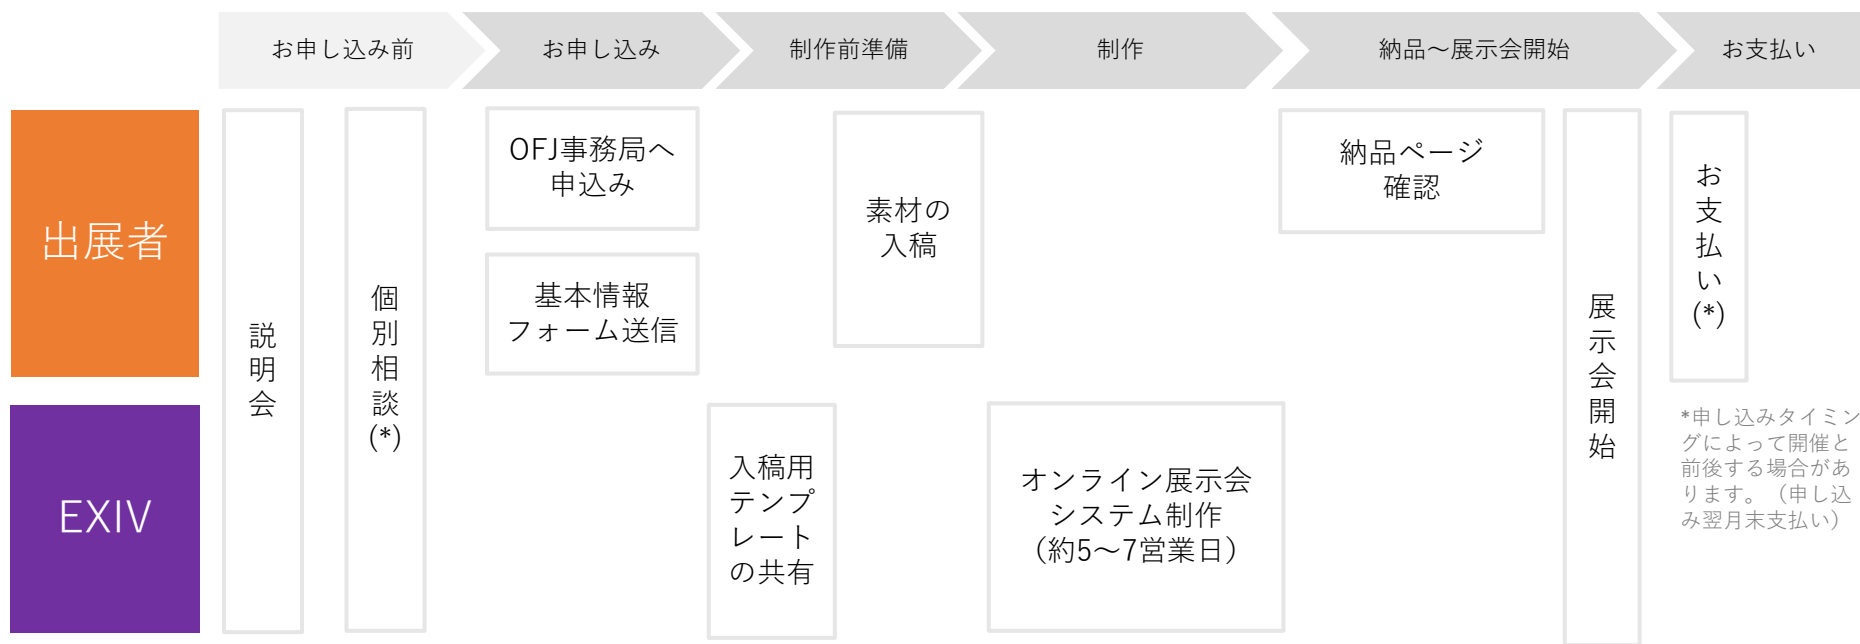 お申し込み前
お申し込み
制作前準備
制作
納品～展示会開始
お支払い
出展者
EXIV
説明会
個別相談(*)
OFJ事務局へ
申込み
基本情報
フォーム送信
入稿用
テンプ
レート
の共有
素材の
入稿
オンライン展示会
システム制作
（約5～7営業日）
納品ページ
確認
展示会開始
お支払い(*)
*申し込みタイミン
グによって開催と
前後する場合があ
ります。（申し込
み翌月末支払い）